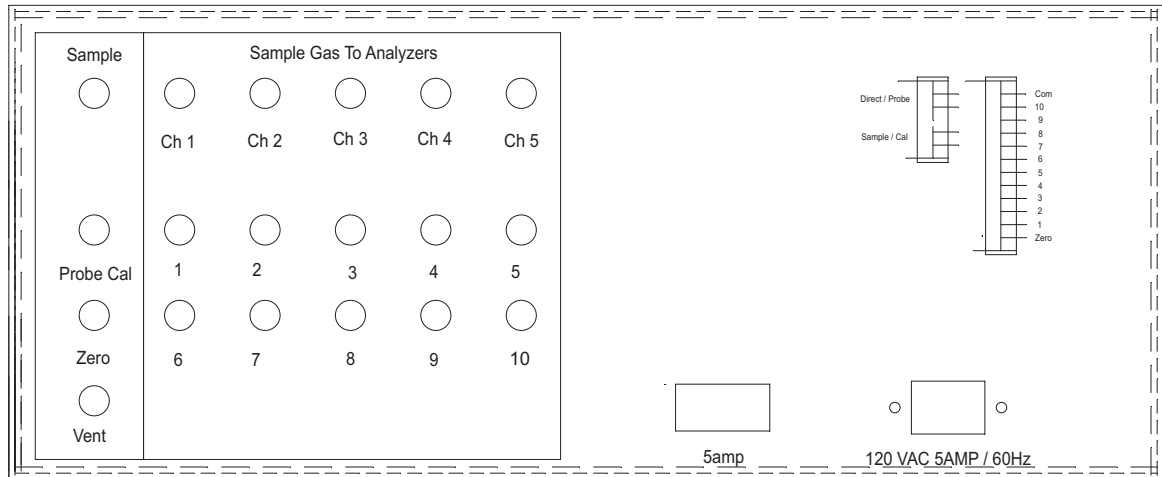 Sample
Sample Gas To Analyzers
Ch 1 Ch 2 Ch 3 Ch 4 Ch 5
Probe Cal 1 2 3 4 5
Zero 6 7 8 9 10
Vent
Direct / Probe
Sample / Cal
Com
10
9
8
7
6
5
4
3
2
1
Zero
5amp
120 VAC 5AMP / 60Hz